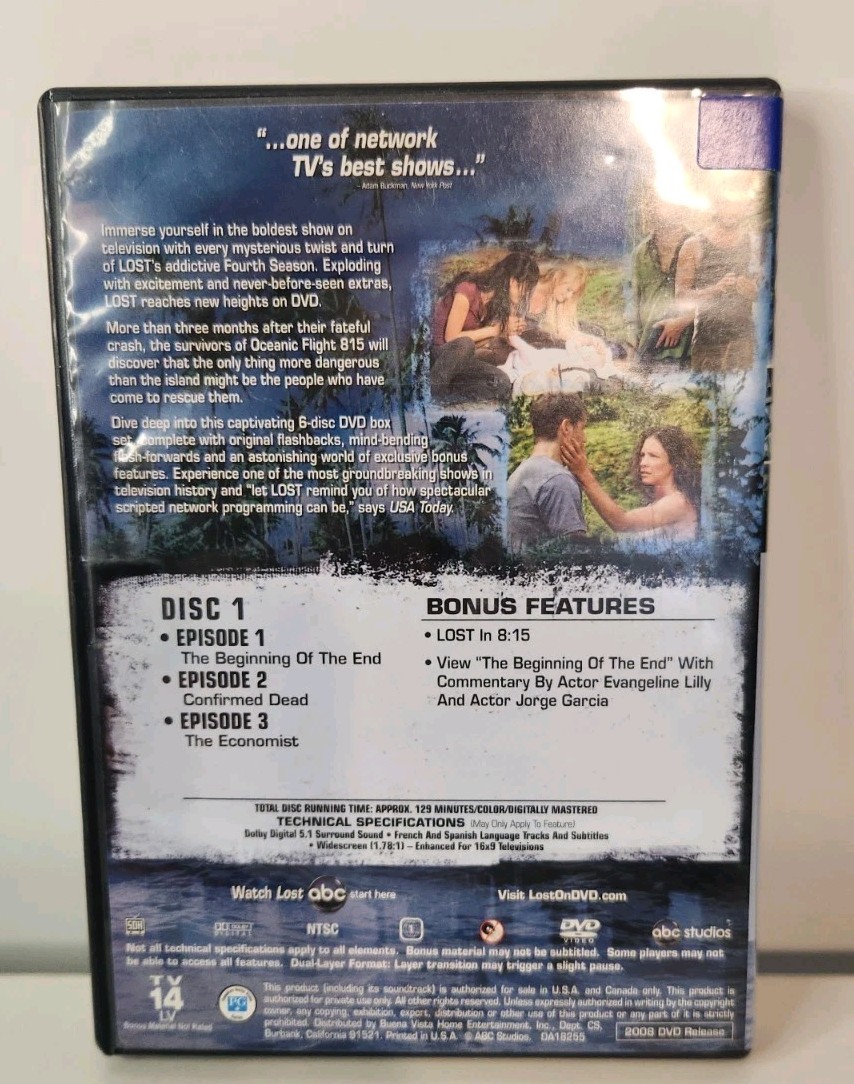 “...one of network
TV's best shows...”
– Adam Buckman, New York Post
Immerse yourself in the boldest show on
television with every mysterious twist and turn
of LOST's addictive Fourth Season. Exploding
with excitement and never-before-seen extras,
LOST reaches new heights on DVD.
More than three months after their fateful
crash, the survivors of Oceanic Flight 815 will
discover that the only thing more dangerous
than the island might be the people who have
come to rescue them.
Dive deep into this captivating 6-disc DVD box
set, complete with original flashbacks, mind-bending
flash-forwards and an astonishing world of exclusive bonus
features. Experience one of the most groundbreaking shows in
television history and “let LOST remind you of how spectacular
scripted network programming can be,” says USA Today.
DISC 1
• EPISODE 1
The Beginning Of The End
• EPISODE 2
Confirmed Dead
• EPISODE 3
The Economist
BONUS FEATURES
• LOST In 8:15
• View “The Beginning Of The End” With
Commentary By Actor Evangeline Lilly
And Actor Jorge Garcia
TOTAL DISC RUNNING TIME: APPROX. 129 MINUTES/COLOR/DIGITALLY MASTERED
TECHNICAL SPECIFICATIONS (May Only Apply To Feature)
Dolby Digital 5.1 Surround Sound • French And Spanish Language Tracks And Subtitles
• Widescreen (1.78:1) – Enhanced For 16x9 Televisions
Watch Lost abc start here
Visit LostOnDVD.com
SDH
DOLBY DIGITAL
NTSC
1
DVD VIDEO
abc studios
Not all technical specifications apply to all elements. Bonus material may not be subtitled. Some players may not
be able to access all features. Dual-Layer Format: Layer transition may trigger a slight pause.
TV
14
LV
Bonus Material Not Rated
PG
This product (including its soundtrack) is authorized for sale in U.S.A. and Canada only. This product is
authorized for private use only. All other rights reserved. Unless expressly authorized in writing by the copyright
owner, any copying, exhibition, export, distribution or other use of this product or any part of it is strictly
prohibited. Distributed by Buena Vista Home Entertainment, Inc., Dept. CS,
Burbank, California 91521. Printed in U.S.A. © ABC Studios. DA18255
2008 DVD Release